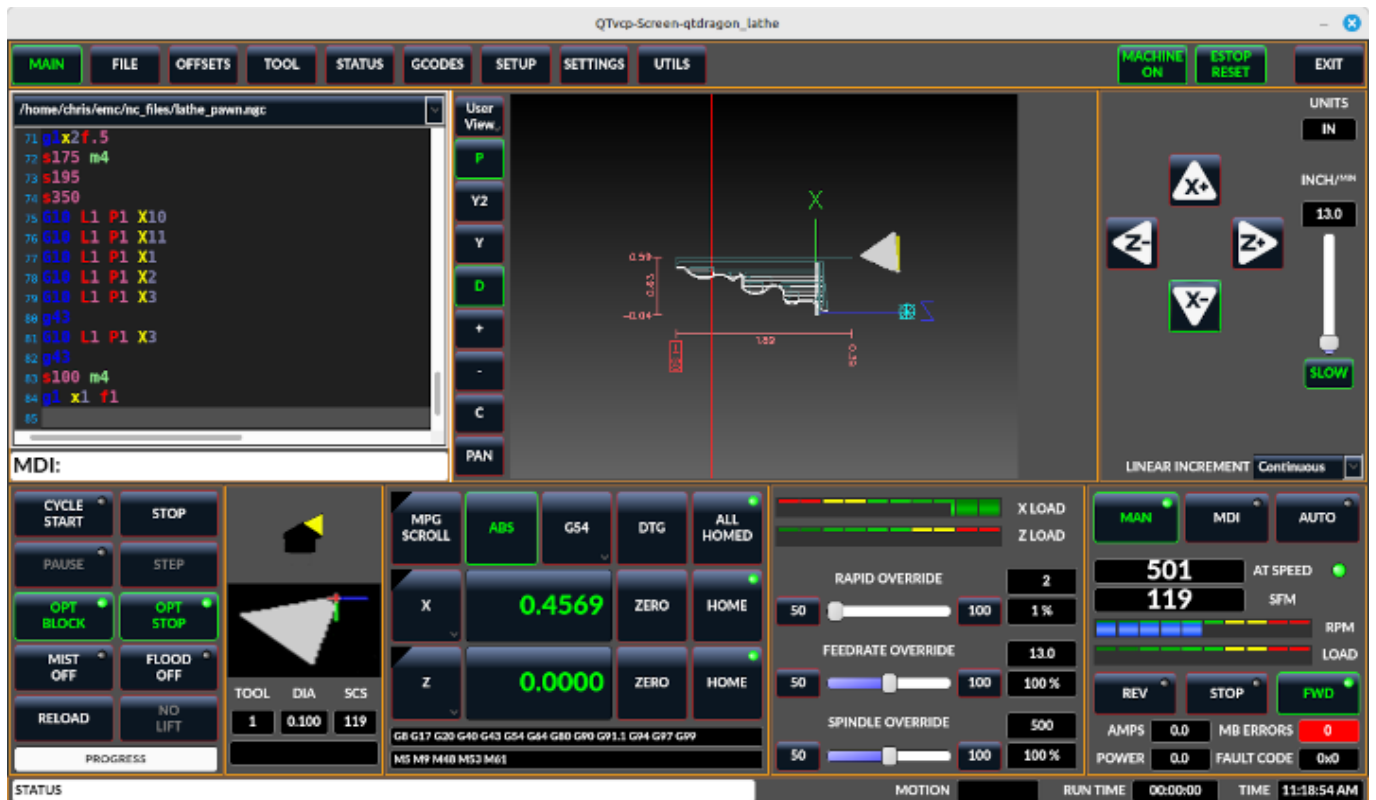 QTvcp-Screen-qtdragon_lathe
MAIN FILE OFFSETS TOOL STATUS GCODES SETUP SETTINGS UTILS MACHINE ON ESTOP RESET EXIT
/home/chris/emc/nc_files/lathe_pawn.ngc
71 g1x2f.5
72 s175 m4
73 s195
74 s350
75 G10 L1 P1 X10
76 G10 L1 P1 X11
77 G10 L1 P1 X1
78 G10 L1 P1 X2
79 G10 L1 P1 X3
80 g43
81 G10 L1 P1 X3
82 g43
83 s100 m4
84 g1 x1 f1
85
MDI:
User View
P
Y2
Y
D
+
-
C
PAN
X
0.59
0.63
-0.04
Z
1.89
UNITS
IN
X+
INCH/MIN
13.0
Z- Z+
X-
SLOW
LINEAR INCREMENT Continuous
CYCLE START STOP
PAUSE STEP
OPT BLOCK OPT STOP
MIST OFF FLOOD OFF
RELOAD NO LIFT
PROGRESS
TOOL DIA SCS
1 0.100 119
MPG SCROLL ABS G54 DTG ALL HOMED
X 0.4569 ZERO HOME
Z 0.0000 ZERO HOME
G8 G17 G20 G40 G43 G54 G64 G80 G90 G91.1 G94 G97 G99
M5 M9 M48 M53 M61
X LOAD
Z LOAD
RAPID OVERRIDE 2
50 100 1 %
FEEDRATE OVERRIDE 13.0
50 100 100 %
SPINDLE OVERRIDE 500
50 100 100 %
MAN MDI AUTO
501 AT SPEED
119 SFM
RPM
LOAD
REV STOP FWD
AMPS 0.0 MB ERRORS 0
POWER 0.0 FAULT CODE 0x0
STATUS MOTION RUN TIME 00:00:00 TIME 11:18:54 AM